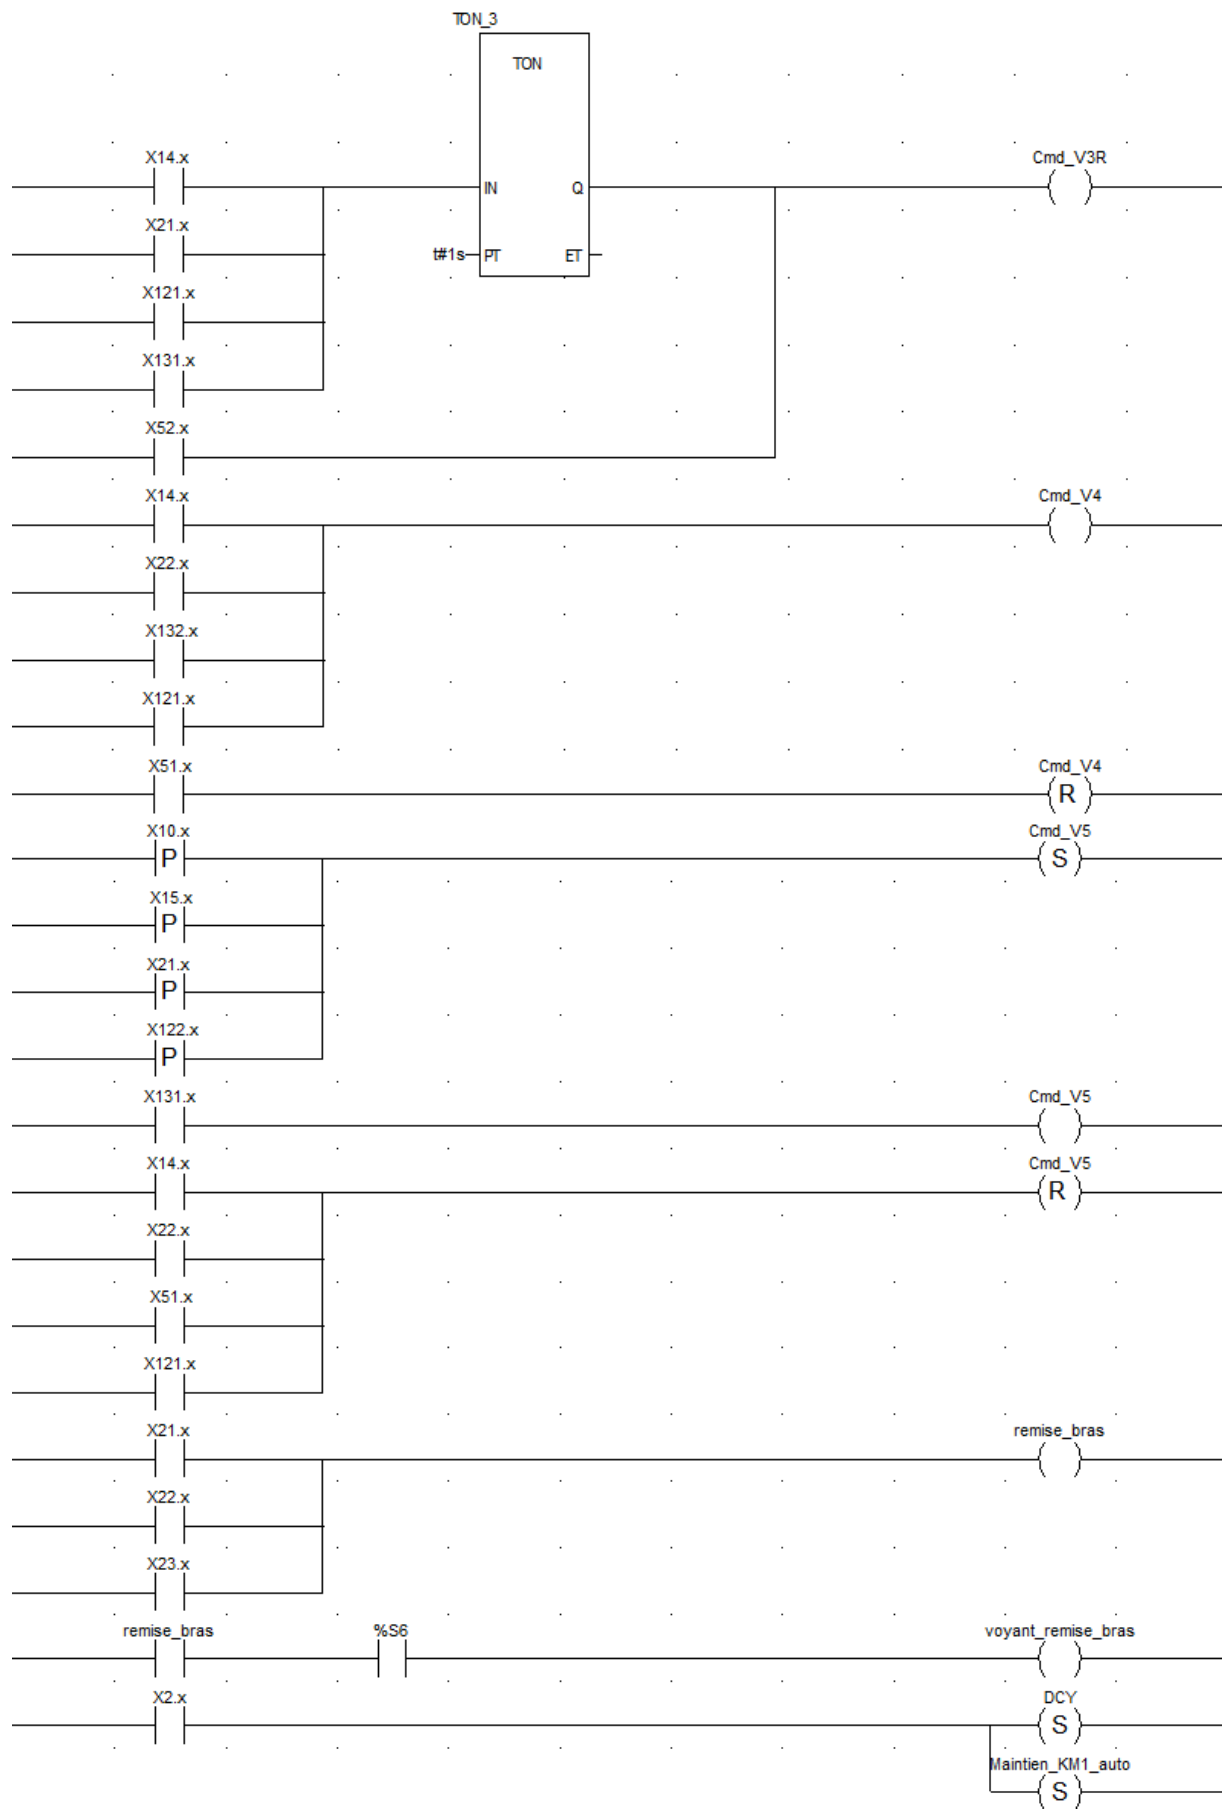 TON_3
TON
X14.x Cmd_V3R
IN Q
X21.x
t#1s PT ET
X121.x
X131.x
X52.x
X14.x Cmd_V4
X22.x
X132.x
X121.x
X51.x Cmd_V4
R
X10.x Cmd_V5
P S
X15.x
P
X21.x
P
X122.x
P
X131.x Cmd_V5
X14.x Cmd_V5
R
X22.x
X51.x
X121.x
X21.x remise_bras
X22.x
X23.x
remise_bras %S6 voyant_remise_bras
X2.x DCY
S
Maintien_KM1_auto
S